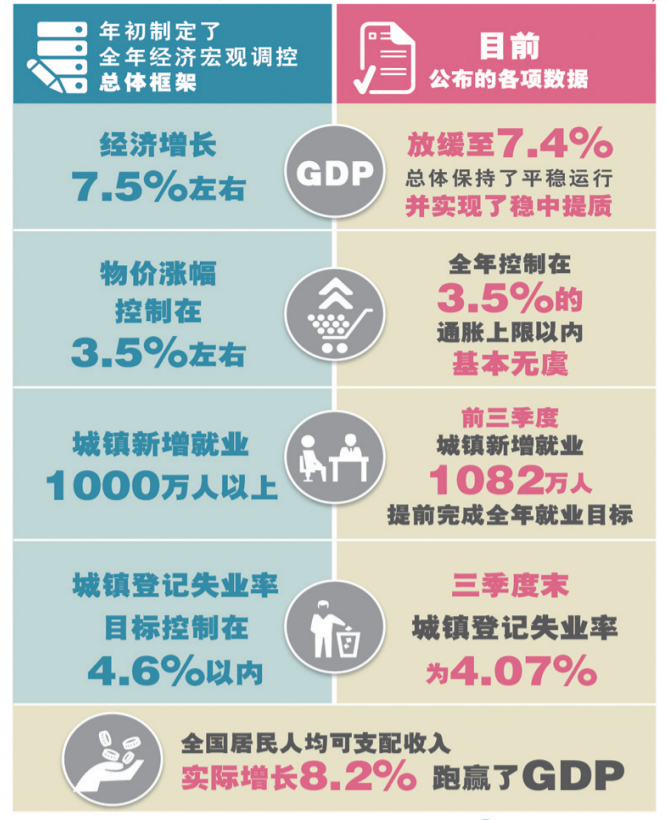 年初制定了
全年经济宏观调控
总体框架
目前
公布的各项数据
经济增长
7.5%左右
GDP
放缓至7.4%
总体保持了平稳运行
并实现了稳中提质
物价涨幅
控制在
3.5%左右
全年控制在
3.5%的
通胀上限以内
基本无虞
城镇新增就业
1000万人以上
前三季度
城镇新增就业
1082万人
提前完成全年就业目标
城镇登记失业率
目标控制在
4.6%以内
三季度末
城镇登记失业率
为4.07%
全国居民人均可支配收入
实际增长8.2% 跑赢了GDP